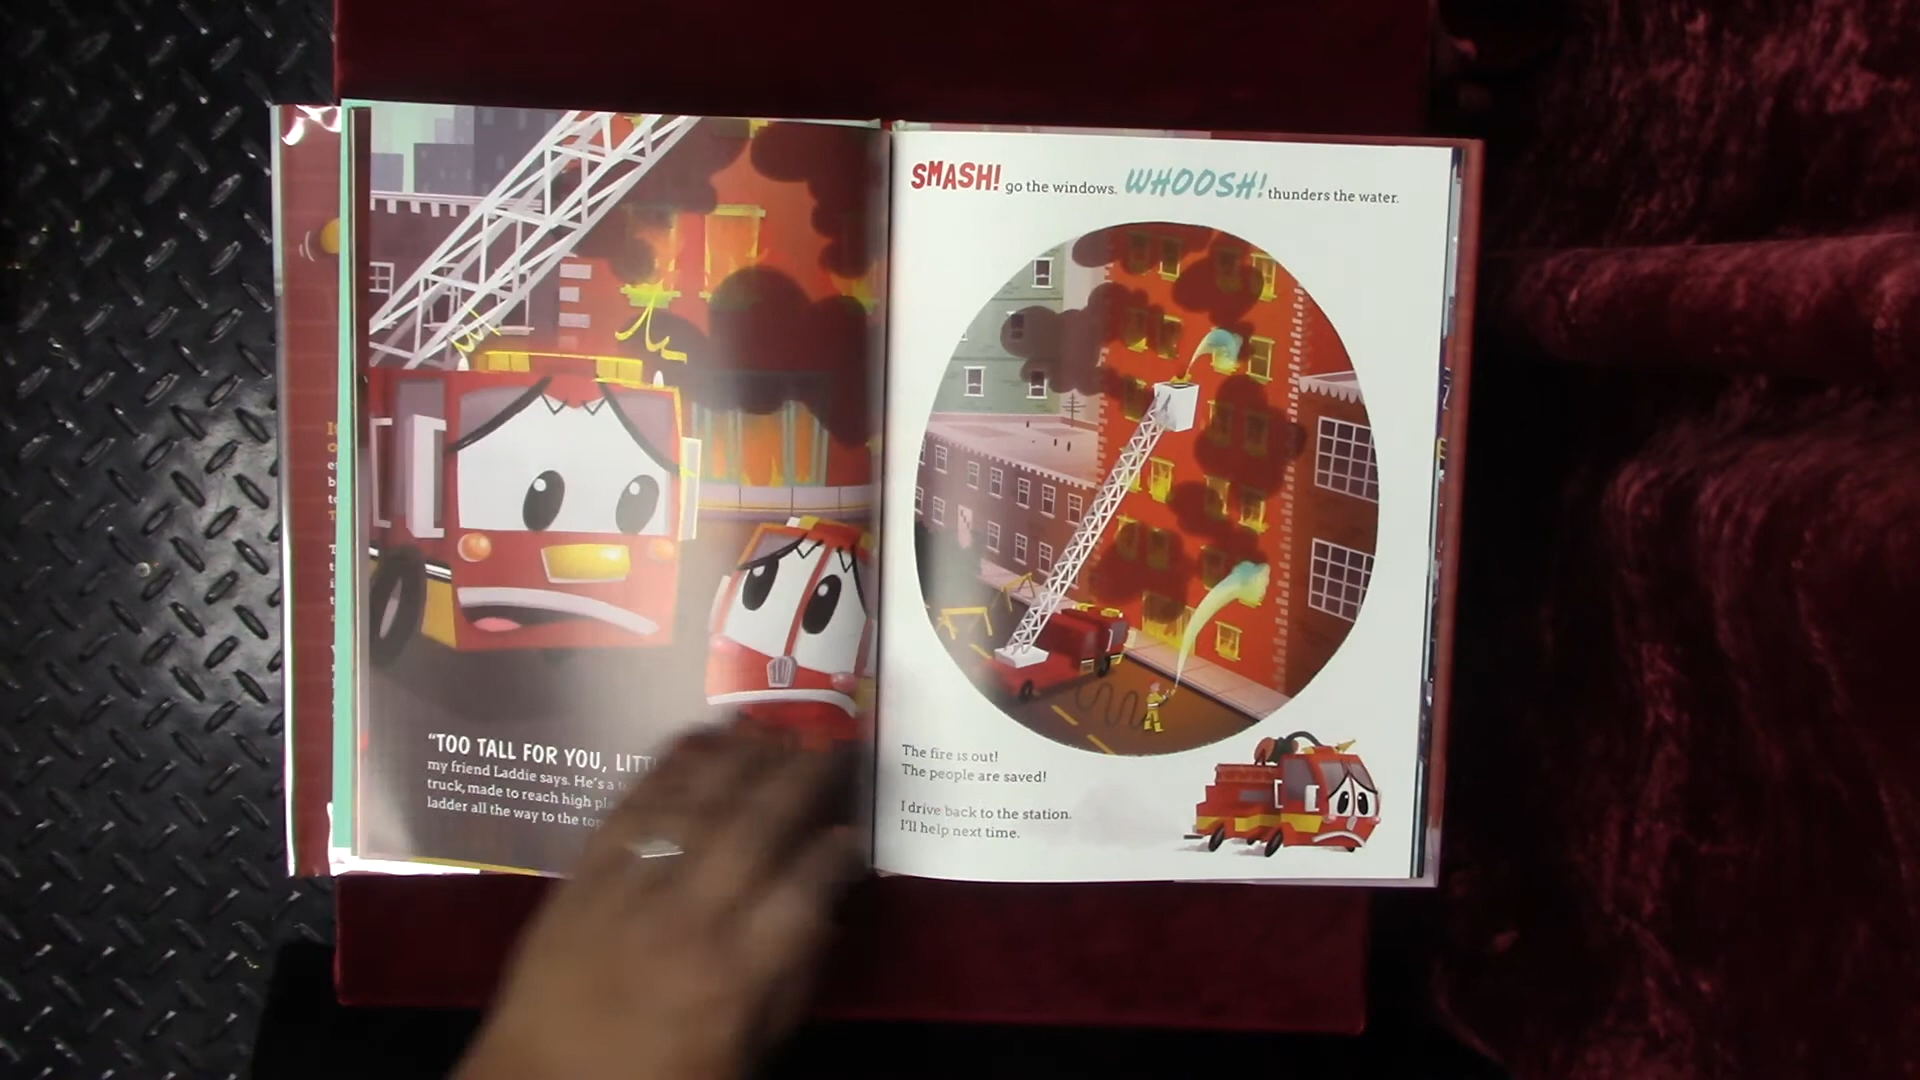 "TOO TALL FOR YOU,
my friend Laddie says. He's a
truck, made to reach high
ladder all the way to the top
SMASH! go the windows. WHOOSH! thunders the water.
The fire is out!
The people are saved!
I drive back to the station.
I'll help next time.